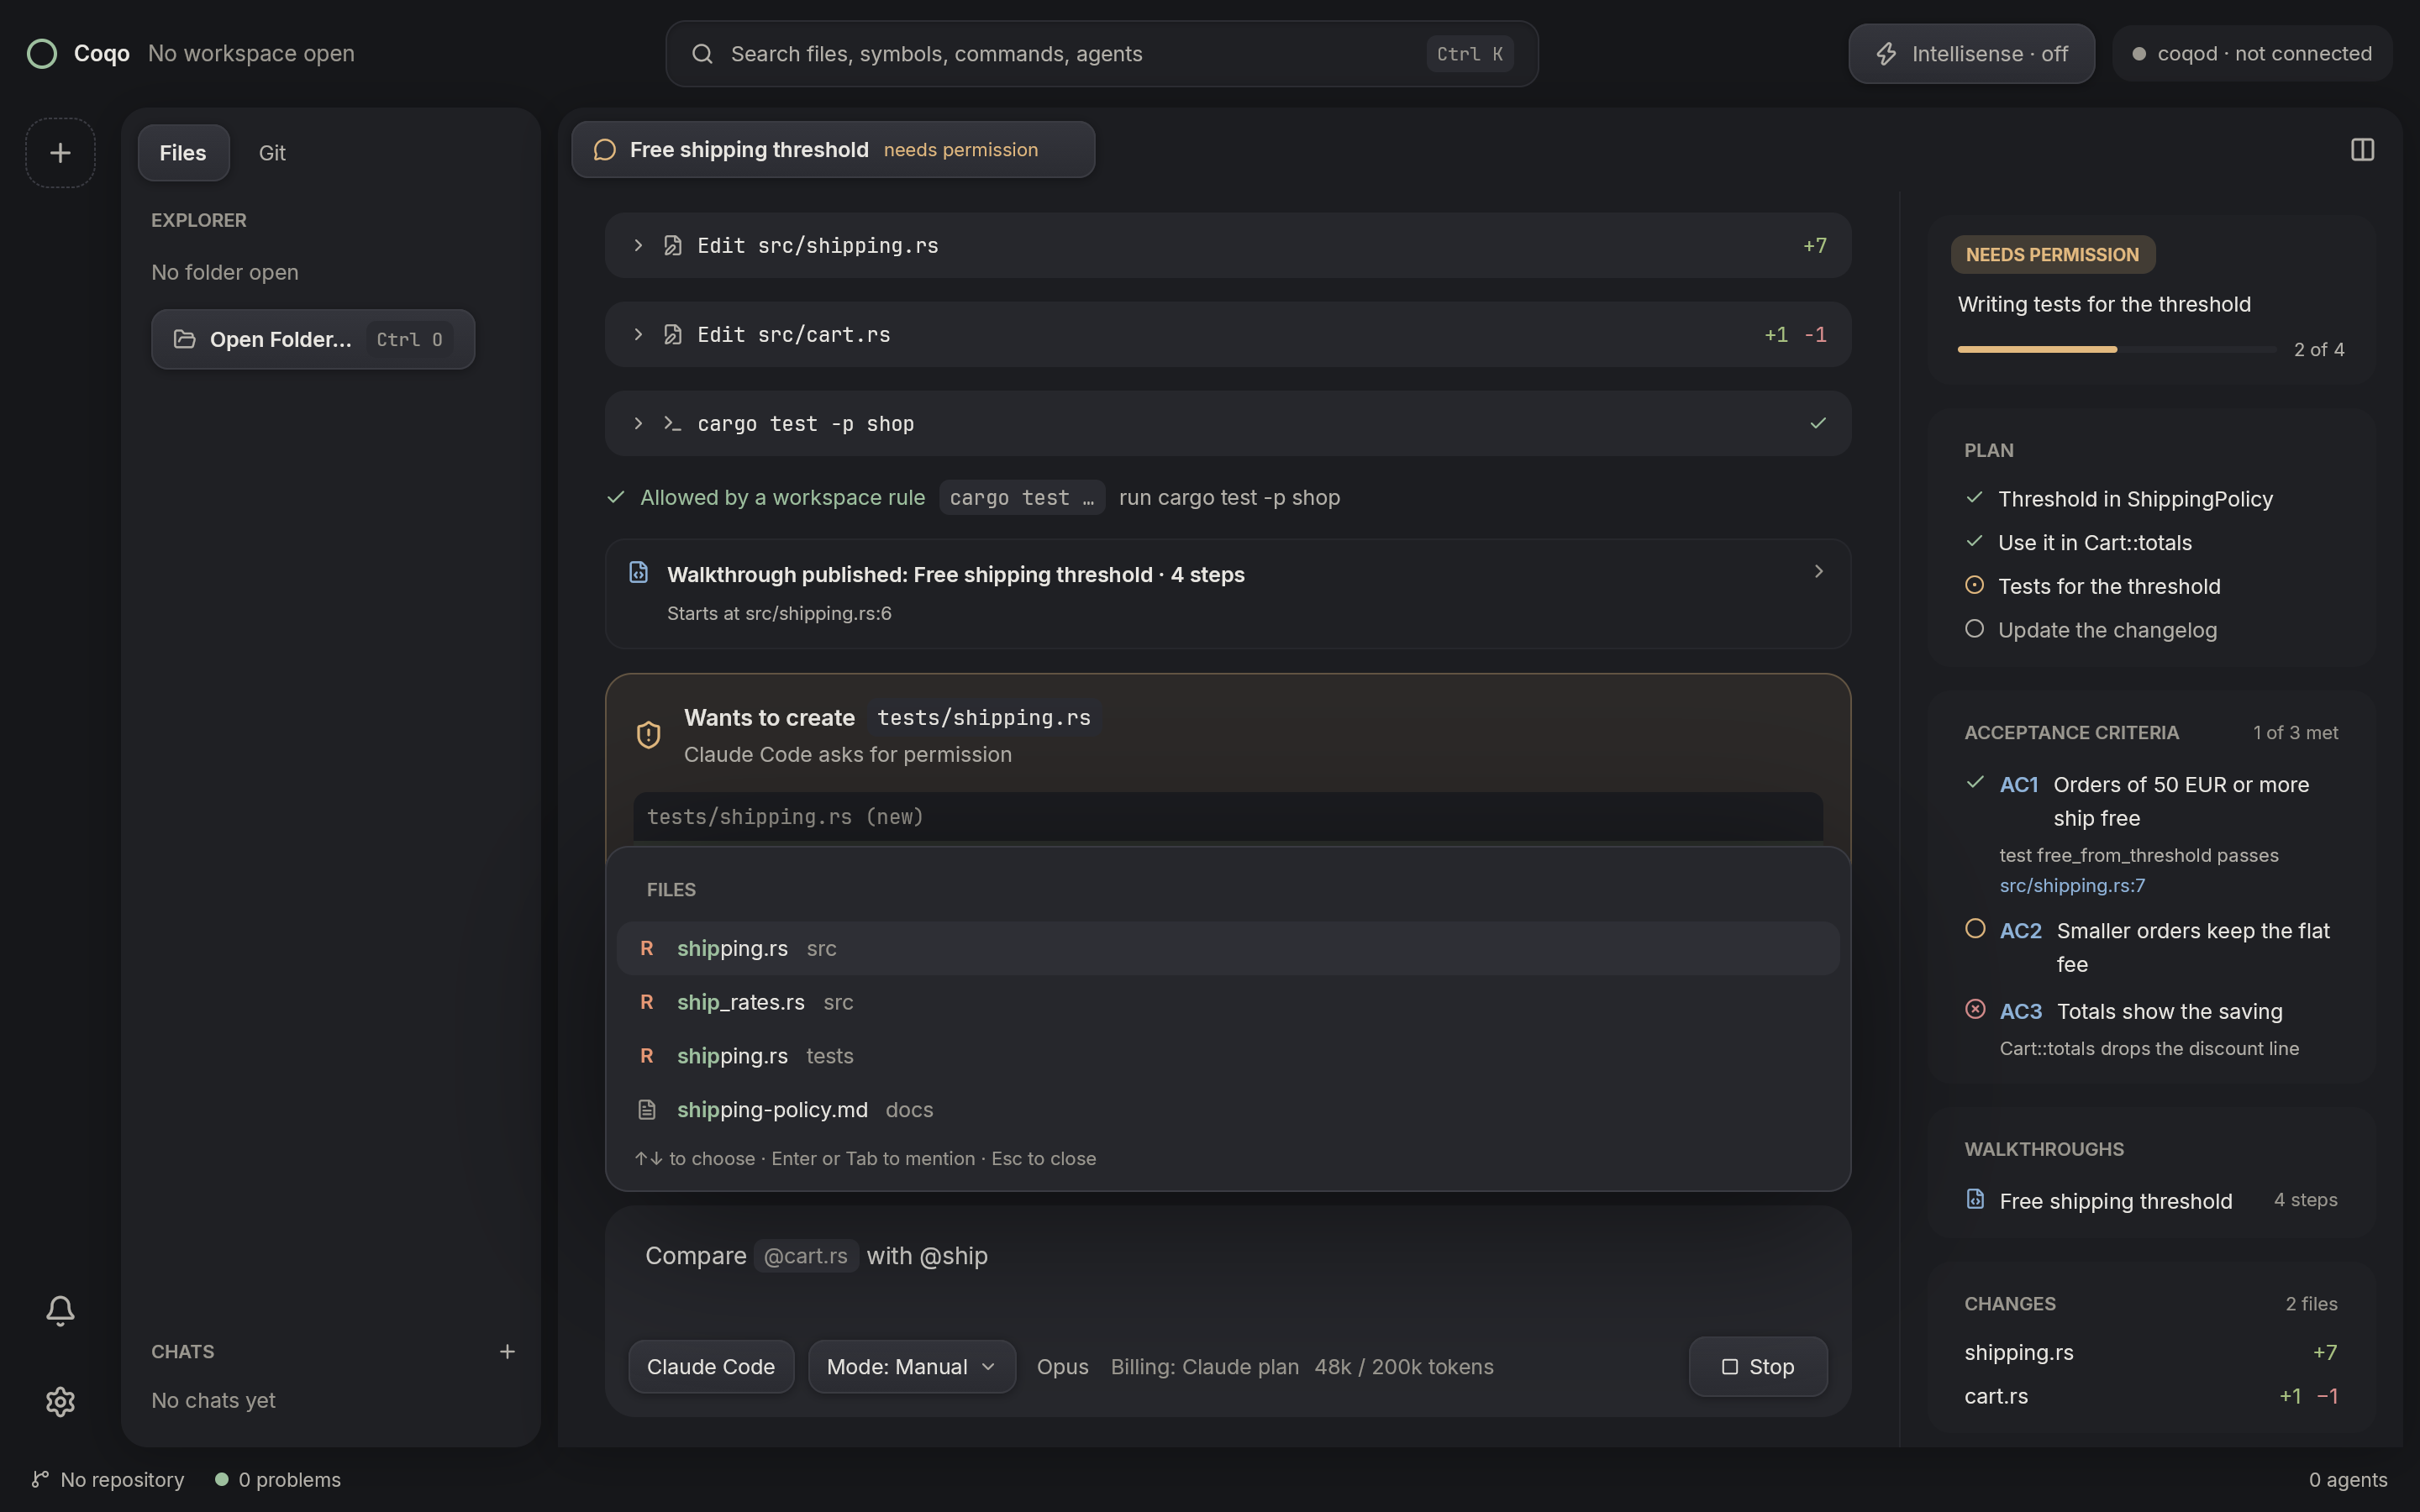 Coqo No workspace open
Search files, symbols, commands, agents Ctrl K
Intellisense · off
coqod · not connected
Files Git
EXPLORER
No folder open
Open Folder... Ctrl O
CHATS
No chats yet
Free shipping threshold needs permission
Edit src/shipping.rs +7
Edit src/cart.rs +1 -1
cargo test -p shop
Allowed by a workspace rule cargo test … run cargo test -p shop
Walkthrough published: Free shipping threshold · 4 steps
Starts at src/shipping.rs:6
Wants to create tests/shipping.rs
Claude Code asks for permission
tests/shipping.rs (new)
FILES
R shipping.rs src
R ship_rates.rs src
R shipping.rs tests
shipping-policy.md docs
↑↓ to choose · Enter or Tab to mention · Esc to close
Compare @cart.rs with @ship
Claude Code Mode: Manual Opus Billing: Claude plan 48k / 200k tokens Stop
NEEDS PERMISSION
Writing tests for the threshold
2 of 4
PLAN
Threshold in ShippingPolicy
Use it in Cart::totals
Tests for the threshold
Update the changelog
ACCEPTANCE CRITERIA 1 of 3 met
AC1 Orders of 50 EUR or more
ship free
test free_from_threshold passes
src/shipping.rs:7
AC2 Smaller orders keep the flat
fee
AC3 Totals show the saving
Cart::totals drops the discount line
WALKTHROUGHS
Free shipping threshold 4 steps
CHANGES 2 files
shipping.rs +7
cart.rs +1 −1
No repository 0 problems
0 agents